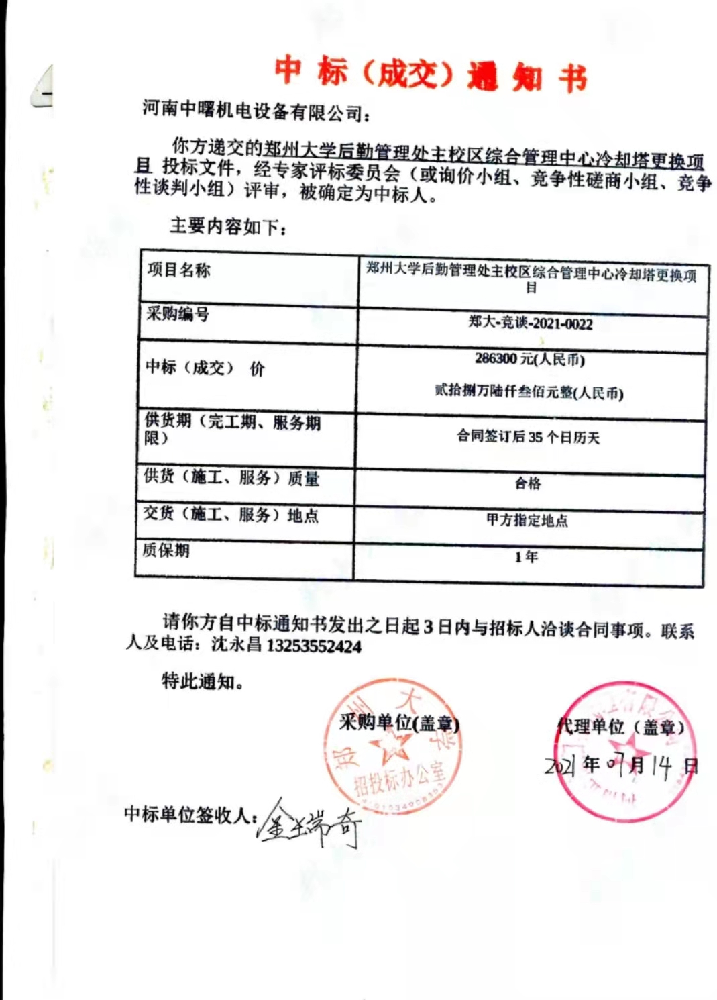 中标（成交）通知书
河南中曙机电设备有限公司：
你方递交的郑州大学后勤管理处主校区综合管理中心冷却塔更换项
目 投标文件，经专家评标委员会（或询价小组、竞争性磋商小组、竞争
性谈判小组）评审，被确定为中标人。
主要内容如下：
项目名称
郑州大学后勤管理处主校区综合管理中心冷却塔更换项
目
采购编号
郑大-竞谈-2021-0022
中标（成交） 价
286300 元(人民币)
贰拾捌万陆仟叁佰元整(人民币)
供货期（完工期、服务期
限）
合同签订后 35 个日历天
供货（施工、服务）质量
合格
交货（施工、服务）地点
甲方指定地点
质保期
1 年
请你方自中标通知书发出之日起 3 日内与招标人洽谈合同事项。联系
人及电话：沈永昌 13253552424
特此通知。
郑州大学
采购单位(盖章)
招投标办公室
代理单位（盖章）
有限公司
2021 年 07 月 14 日
中标单位签收人：金瑞奇